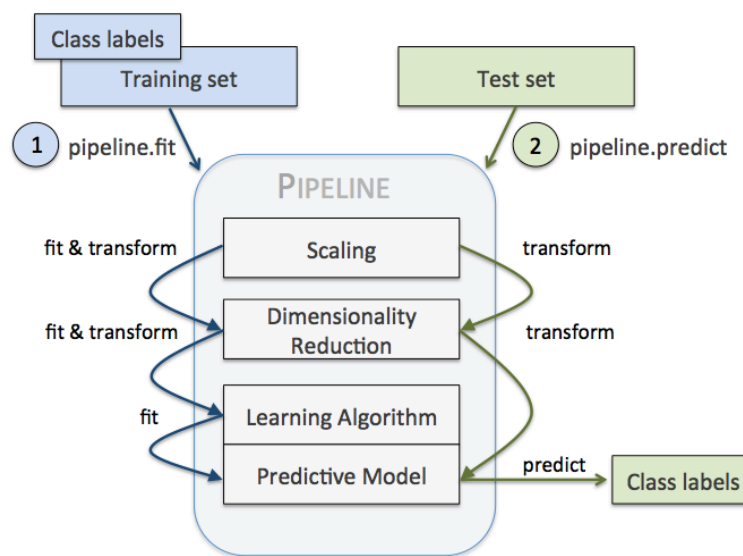 Class labels
Training set
Test set
1 pipeline.fit
2 pipeline.predict
PIPELINE
fit & transform
Scaling
transform
fit & transform
Dimensionality
Reduction
transform
fit
Learning Algorithm
Predictive Model
predict
Class labels